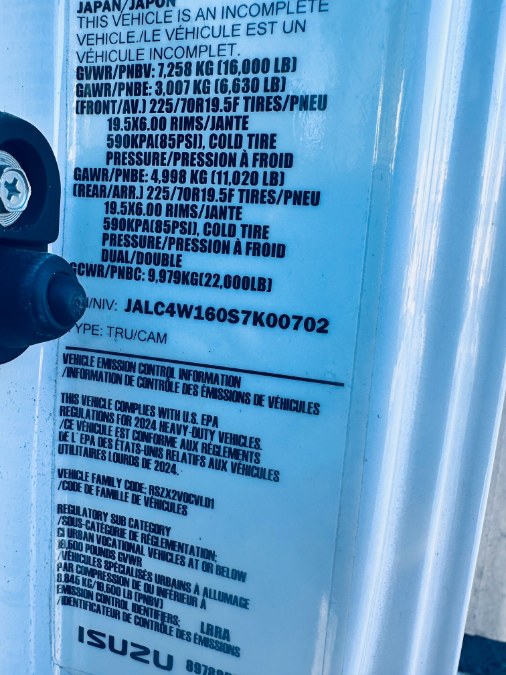 JAPAN/JAPON
THIS VEHICLE IS AN INCOMPLETE
VEHICLE./LE VÉHICULE EST UN
VÉHICULE INCOMPLET.
GVWR/PNBV: 7,258 KG (16,000 LB)
GAWR/PNBE: 3,007 KG (6,630 LB)
(FRONT/AV.) 225/70R19.5F TIRES/PNEU
19.5X6.00 RIMS/JANTE
590KPA(85PSI), COLD TIRE
PRESSURE/PRESSION À FROID
GAWR/PNBE: 4,998 KG (11,020 LB)
(REAR/ARR.) 225/70R19.5F TIRES/PNEU
19.5X6.00 RIMS/JANTE
590KPA(85PSI), COLD TIRE
PRESSURE/PRESSION À FROID
DUAL/DOUBLE
GCWR/PNBC: 9,979KG(22,000LB)
/NIV: JALC4W160S7K00702
TYPE: TRU/CAM
VEHICLE EMISSION CONTROL INFORMATION
/INFORMATION DE CONTRÔLE DES ÉMISSIONS DE VÉHICULES
THIS VEHICLE COMPLIES WITH U.S. EPA
REGULATIONS FOR 2024 HEAVY-DUTY VEHICLES.
/CE VÉHICULE EST CONFORME AUX RÈGLEMENTS
DE L'EPA DES ÉTATS-UNIS RELATIFS AUX VÉHICULES
UTILITAIRES LOURDS DE 2024.
VEHICLE FAMILY CODE: RSZX2VOCVLD1
/CODE DE FAMILLE DE VÉHICULES
REGULATORY SUB CATEGORY
/SOUS-CATÉGORIE DE RÉGLEMENTATION:
CI URBAN VOCATIONAL VEHICLES AT OR BELOW
19,500 POUNDS GVWR
/VÉHICULES SPÉCIALISÉS URBAINS À ALLUMAGE
PAR COMPRESSION DE OU INFÉRIEUR À
8,845 KG/19,500 LB (PNBV)
EMISSION CONTROL IDENTIFIERS: LRRA
/IDENTIFICATEUR DE CONTRÔLE DES ÉMISSIONS
ISUZU